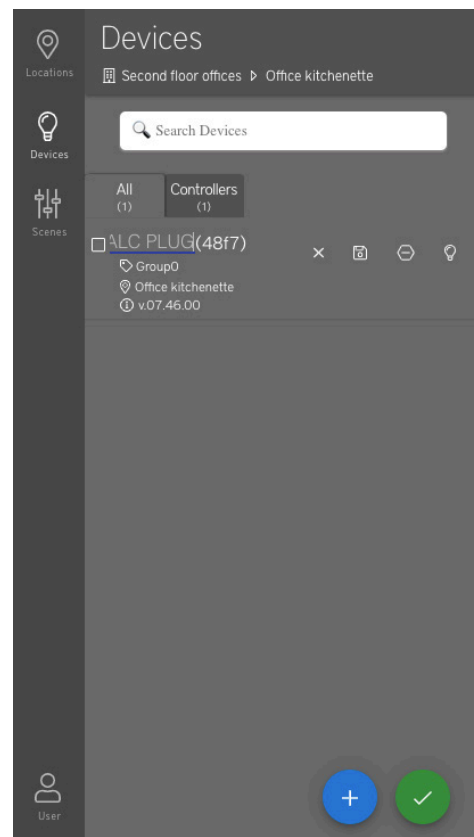 Devices
Locations
Second floor offices Office kitchenette
Search Devices
Devices
All
(1)
Controllers
(1)
Scenes
ALC PLUG(48f7)
Group0
Office kitchenette
v.07.46.00
User